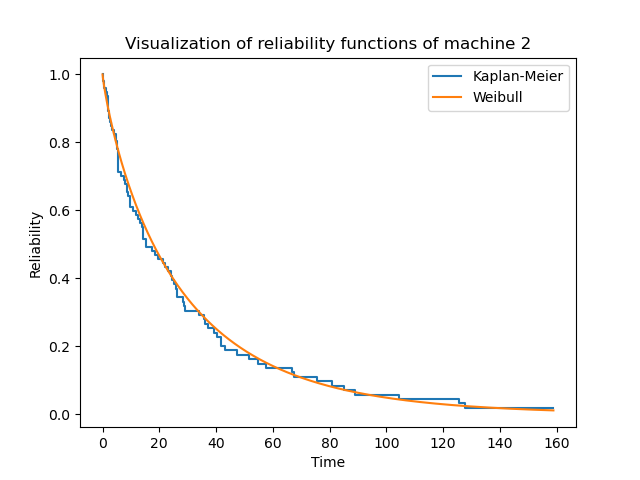 Visualization of reliability functions of machine 2
Kaplan-Meier
Weibull
Reliability
1.0
0.8
0.6
0.4
0.2
0.0
0 20 40 60 80 100 120 140 160
Time